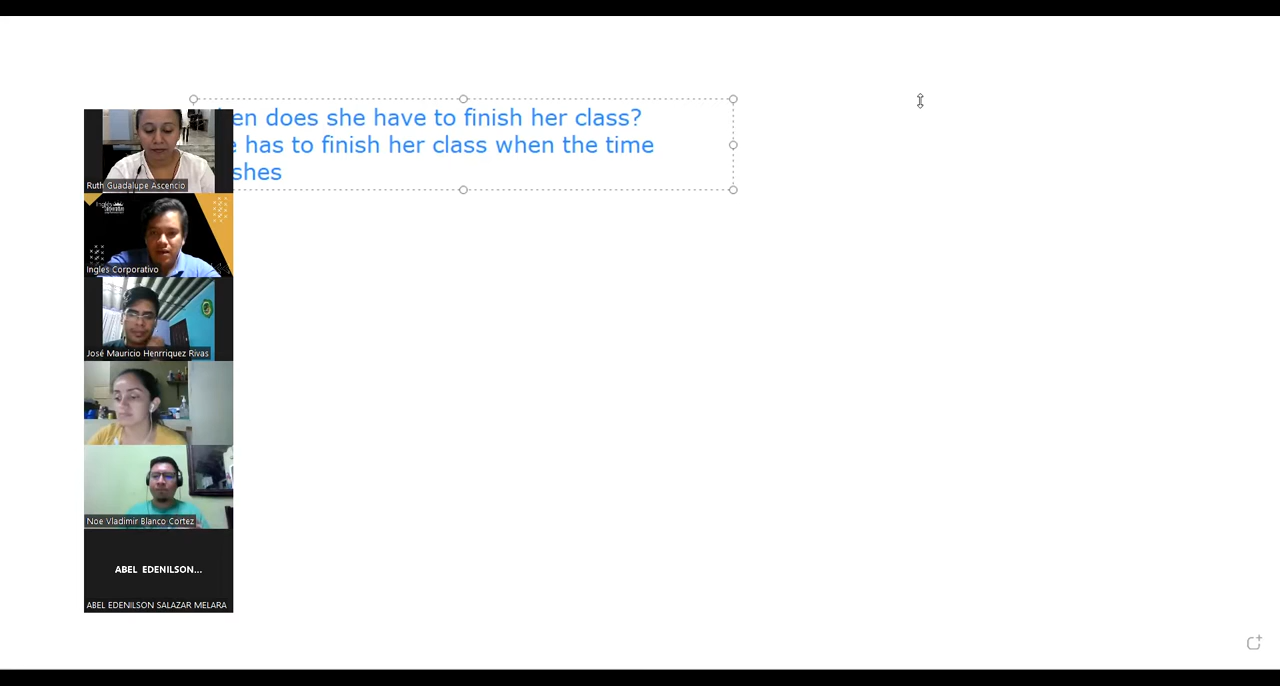 en does she have to finish her class?
e has to finish her class when the time
shes
Ruth Guadalupe Ascencio
Ingles Corporativo
José Mauricio Henrriquez Rivas
Noe Vladimir Blanco Cortez
ABEL EDENILSON...
ABEL EDENILSON SALAZAR MELARA